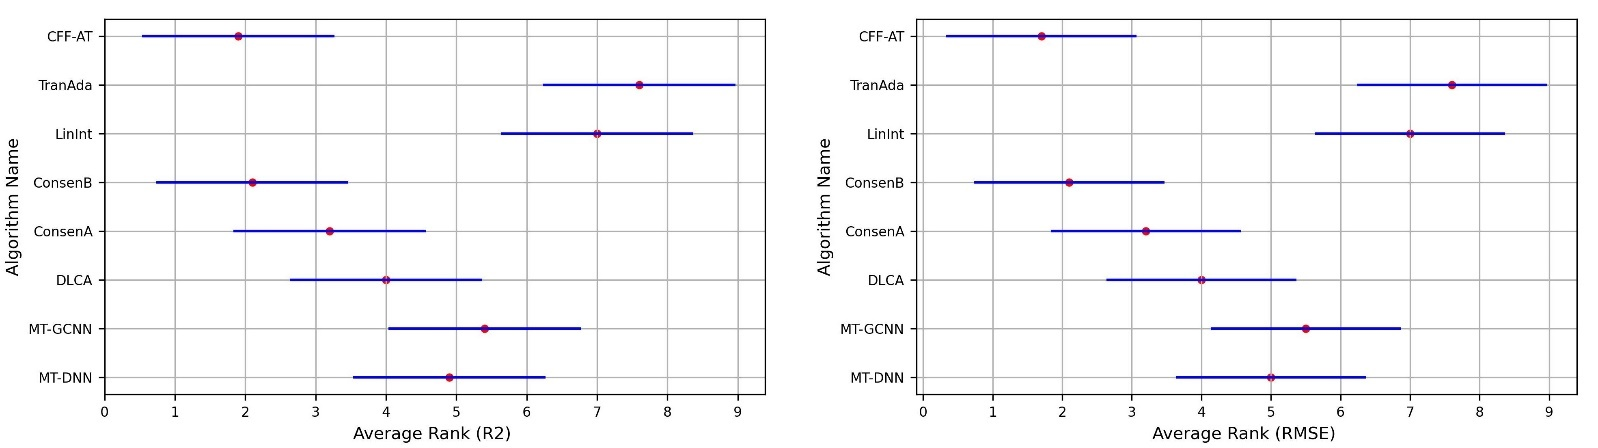 CFF-AT
TranAda
LinInt
ConsenB
ConsenA
DLCA
MT-GCNN
MT-DNN
Algorithm Name
0 1 2 3 4 5 6 7 8 9
Average Rank (R2)
CFF-AT
TranAda
LinInt
ConsenB
ConsenA
DLCA
MT-GCNN
MT-DNN
Algorithm Name
0 1 2 3 4 5 6 7 8 9
Average Rank (RMSE)